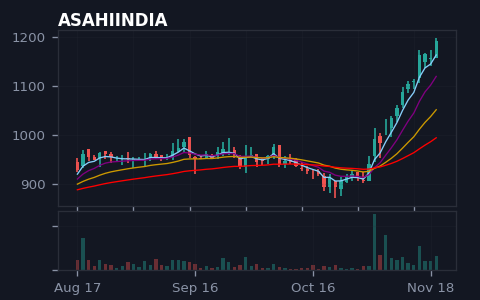 ASAHIINDIA
1200
1100
1000
900
Aug 17
Sep 16
Oct 16
Nov 18